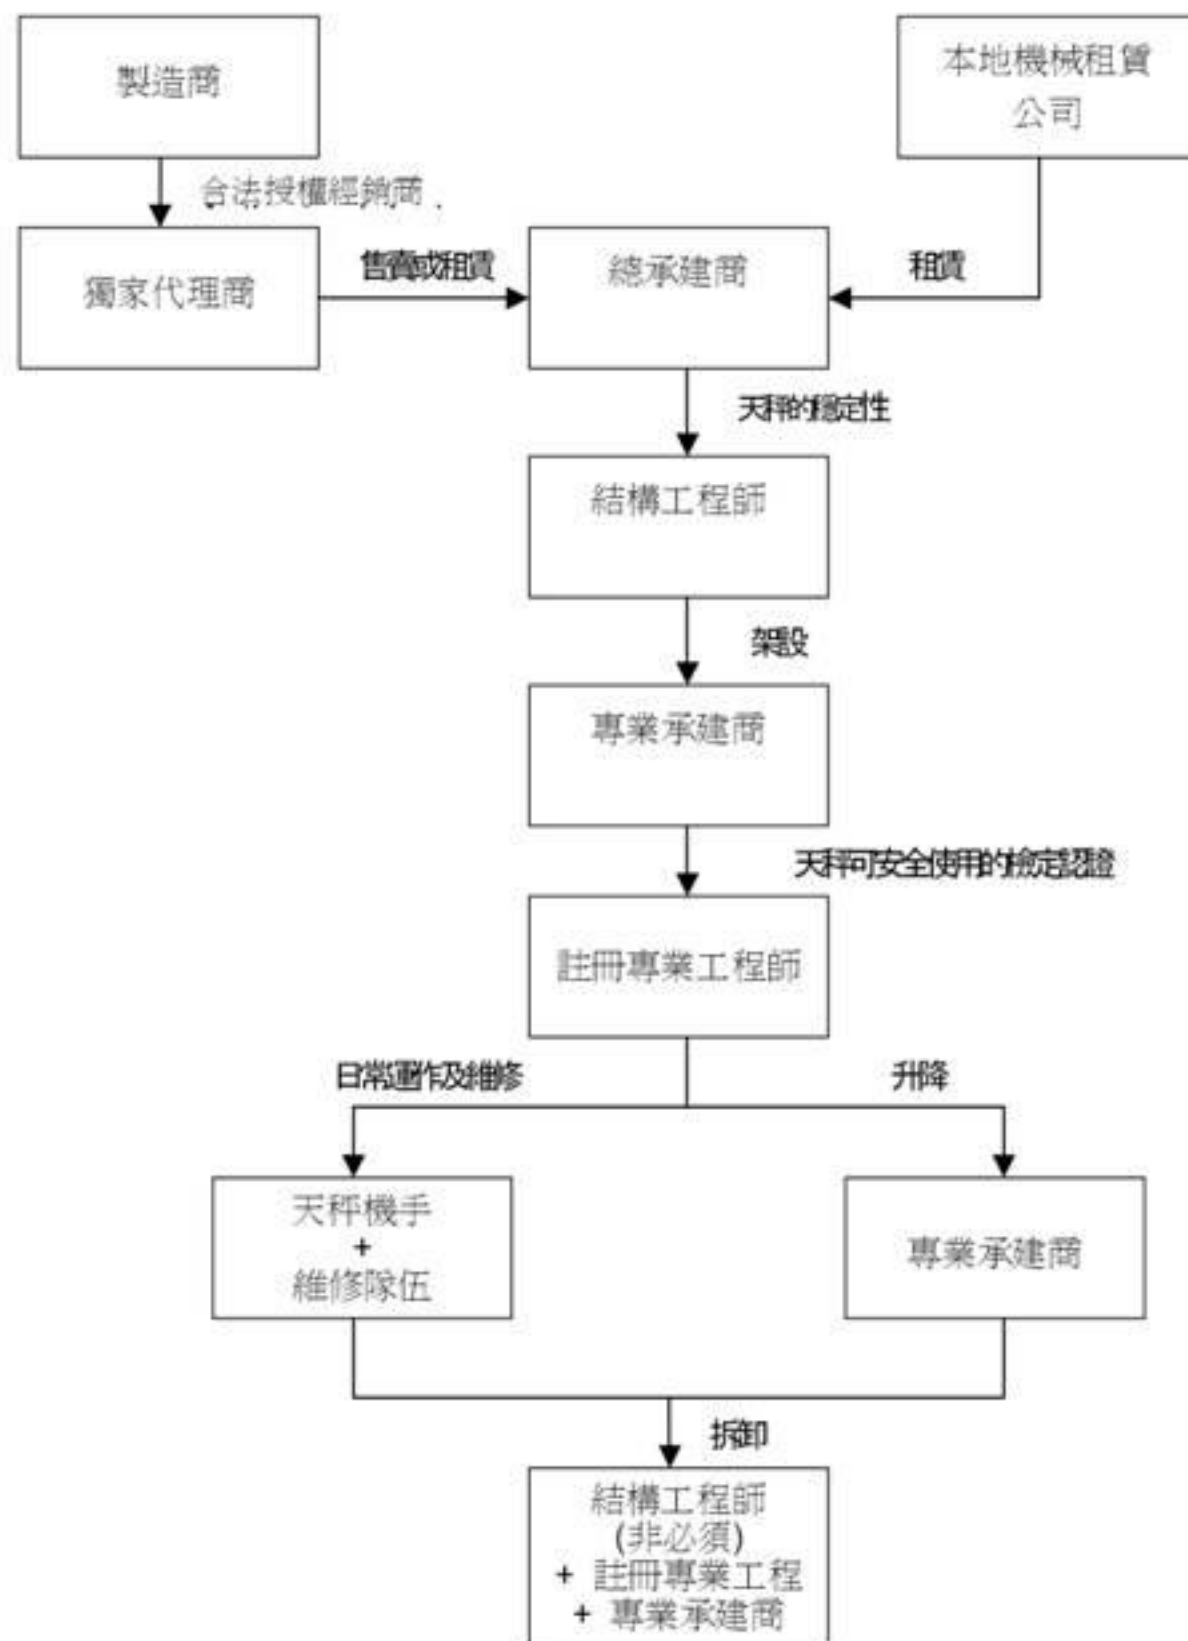 製造商
本地機械租賃
公司
合法授權經銷商
獨家代理商
售賣或租賃
總承建商
租賃
天秤的穩定性
結構工程師
架設
專業承建商
天秤可安全使用的檢定認證
註冊專業工程師
日常運作及維修
升降
天秤機手
+
維修隊伍
專業承建商
拆卸
結構工程師
(非必須)
+ 註冊專業工程
+ 專業承建商